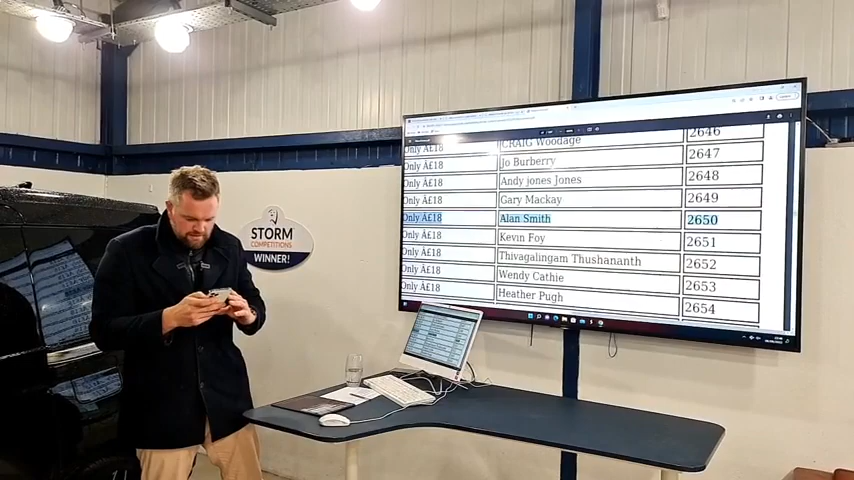 Only Â£18 CRAIG Woodage 2646
Only Â£18 Jo Burberry 2647
Only Â£18 Andy jones Jones 2648
Only Â£18 Gary Mackay 2649
Only Â£18 Alan Smith 2650
Only Â£18 Kevin Foy 2651
Only Â£18 Thivagalingam Thushananth 2652
Only Â£18 Wendy Cathie 2653
Only Â£18 Heather Pugh 2654
STORM
COMPETITIONS
WINNER!